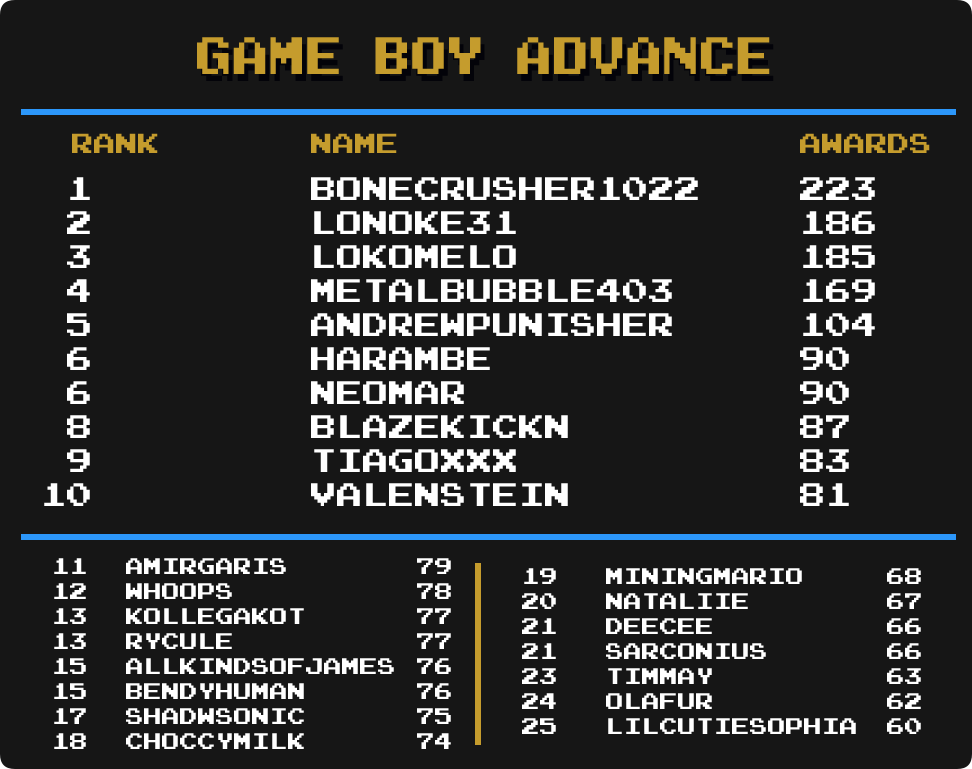 GAME BOY ADVANCE
RANK NAME AWARDS
1 BONECRUSHER1022 223
2 LONOKE31 186
3 LOKOMELO 185
4 METALBUBBLE403 169
5 ANDREWPUNISHER 104
6 HARAMBE 90
6 NEOMAR 90
8 BLAZEKICKN 87
9 TIAGOXXX 83
10 VALENSTEIN 81
11 AMIRGARIS 79
12 WHOOPS 78
13 KOLLEGAKOT 77
13 RYCULE 77
15 ALLKINDSOFJAMES 76
15 BENDYHUMAN 76
17 SHADWSONIC 75
18 CHOCCYMILK 74
19 MININGMARIO 68
20 NATALIIE 67
21 DEECEE 66
21 SARCONIUS 66
23 TIMMAY 63
24 OLAFUR 62
25 LILCUTIESOPHIA 60